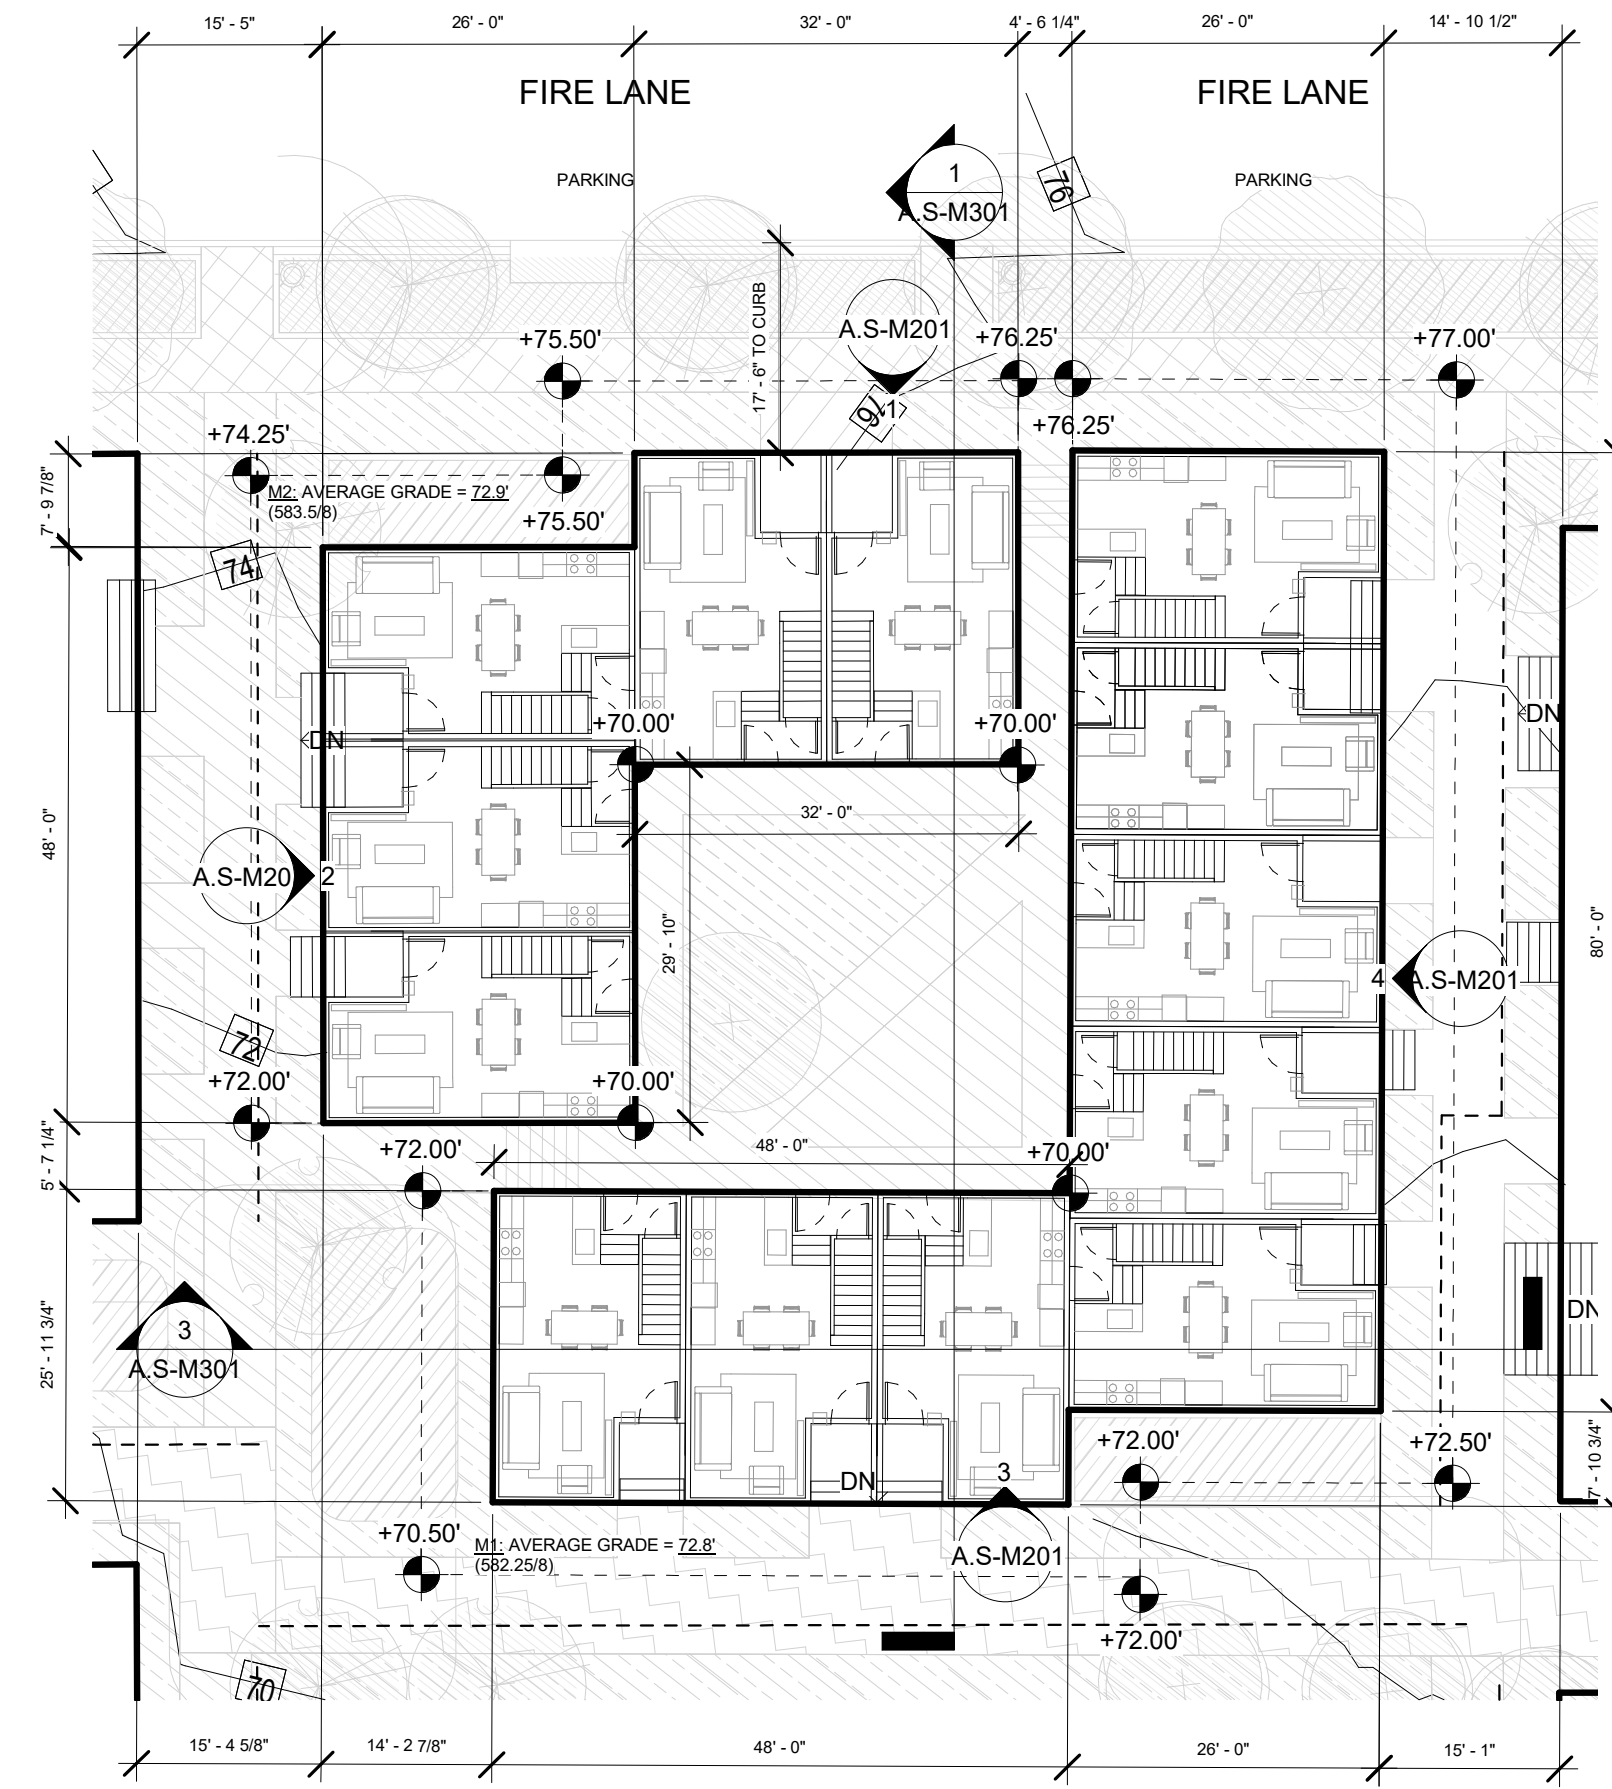 15' - 5"
26' - 0"
32' - 0"
4' - 6 1/4"
26' - 0"
14' - 10 1/2"
FIRE LANE
FIRE LANE
PARKING
PARKING
1
A.S-M301
76
17' - 6" TO CURB
A.S-M201
1
76
+75.50'
+76.25'
+77.00'
+74.25'
+76.25'
M2: AVERAGE GRADE = 72.9'
(583.5/8)
+75.50'
7' - 9 7/8"
74
DN
+70.00'
+70.00'
DN
32' - 0"
48' - 0"
A.S-M20
2
29' - 10"
80' - 0"
4
A.S-M201
72
+72.00'
+70.00'
5' - 7 1/4"
+72.00'
48' - 0"
+70.00'
25' - 11 3/4"
3
A.S-M301
DN
DN
3
+72.00'
+72.50'
7' - 10 3/4"
+70.50'
M1: AVERAGE GRADE = 72.8'
(582.25/8)
A.S-M201
+72.00'
70
15' - 4 5/8"
14' - 2 7/8"
48' - 0"
26' - 0"
15' - 1"